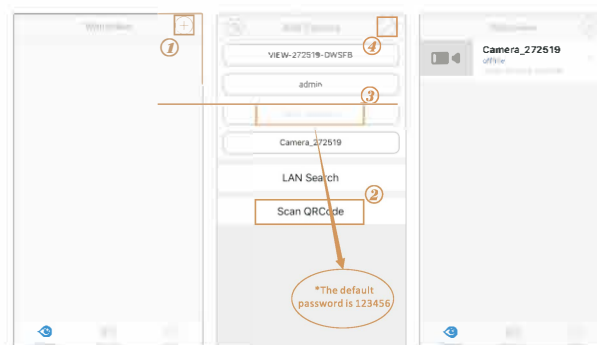 1
4
VIEW-272519-DWSFB
admin
3
Camera_272519
LAN Search
2
Scan QRCode
*The default
password is 123456
Camera_272519
offline